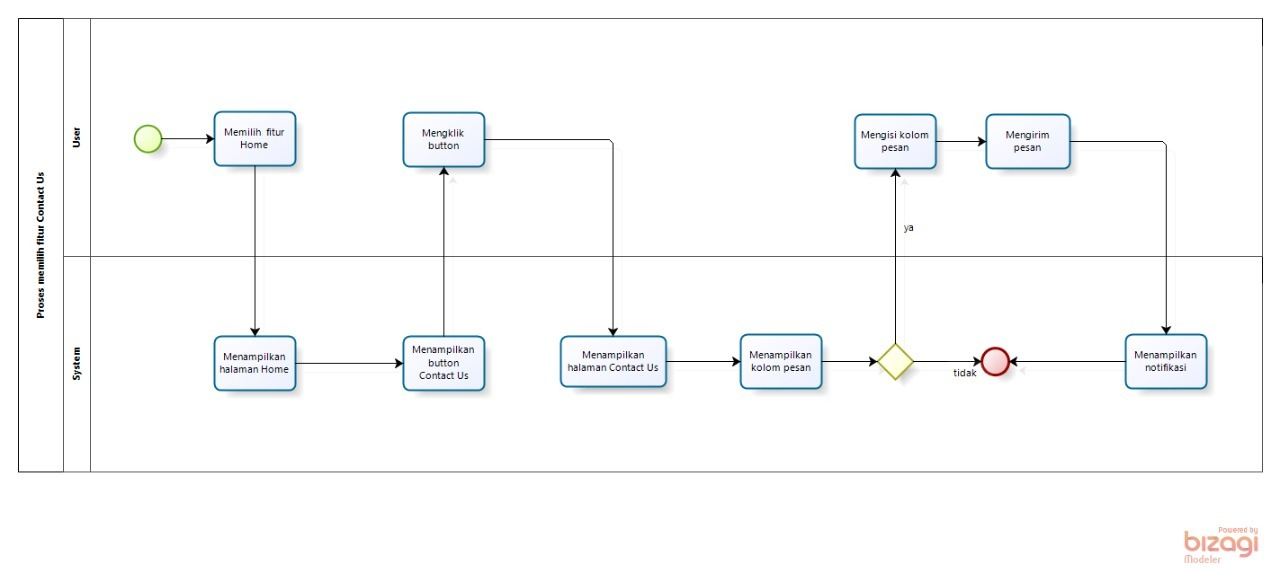 Proses memilih fitur Contact Us
User
Memilih fitur
Home
Mengklik
button
Mengisi kolom
pesan
Mengirim
pesan
ya
System
Menampilkan
halaman Home
Menampilkan
button
Contact Us
Menampilkan
halaman Contact Us
Menampilkan
kolom pesan
tidak
Menampilkan
notifikasi
Powered by
bizagi
Modeler